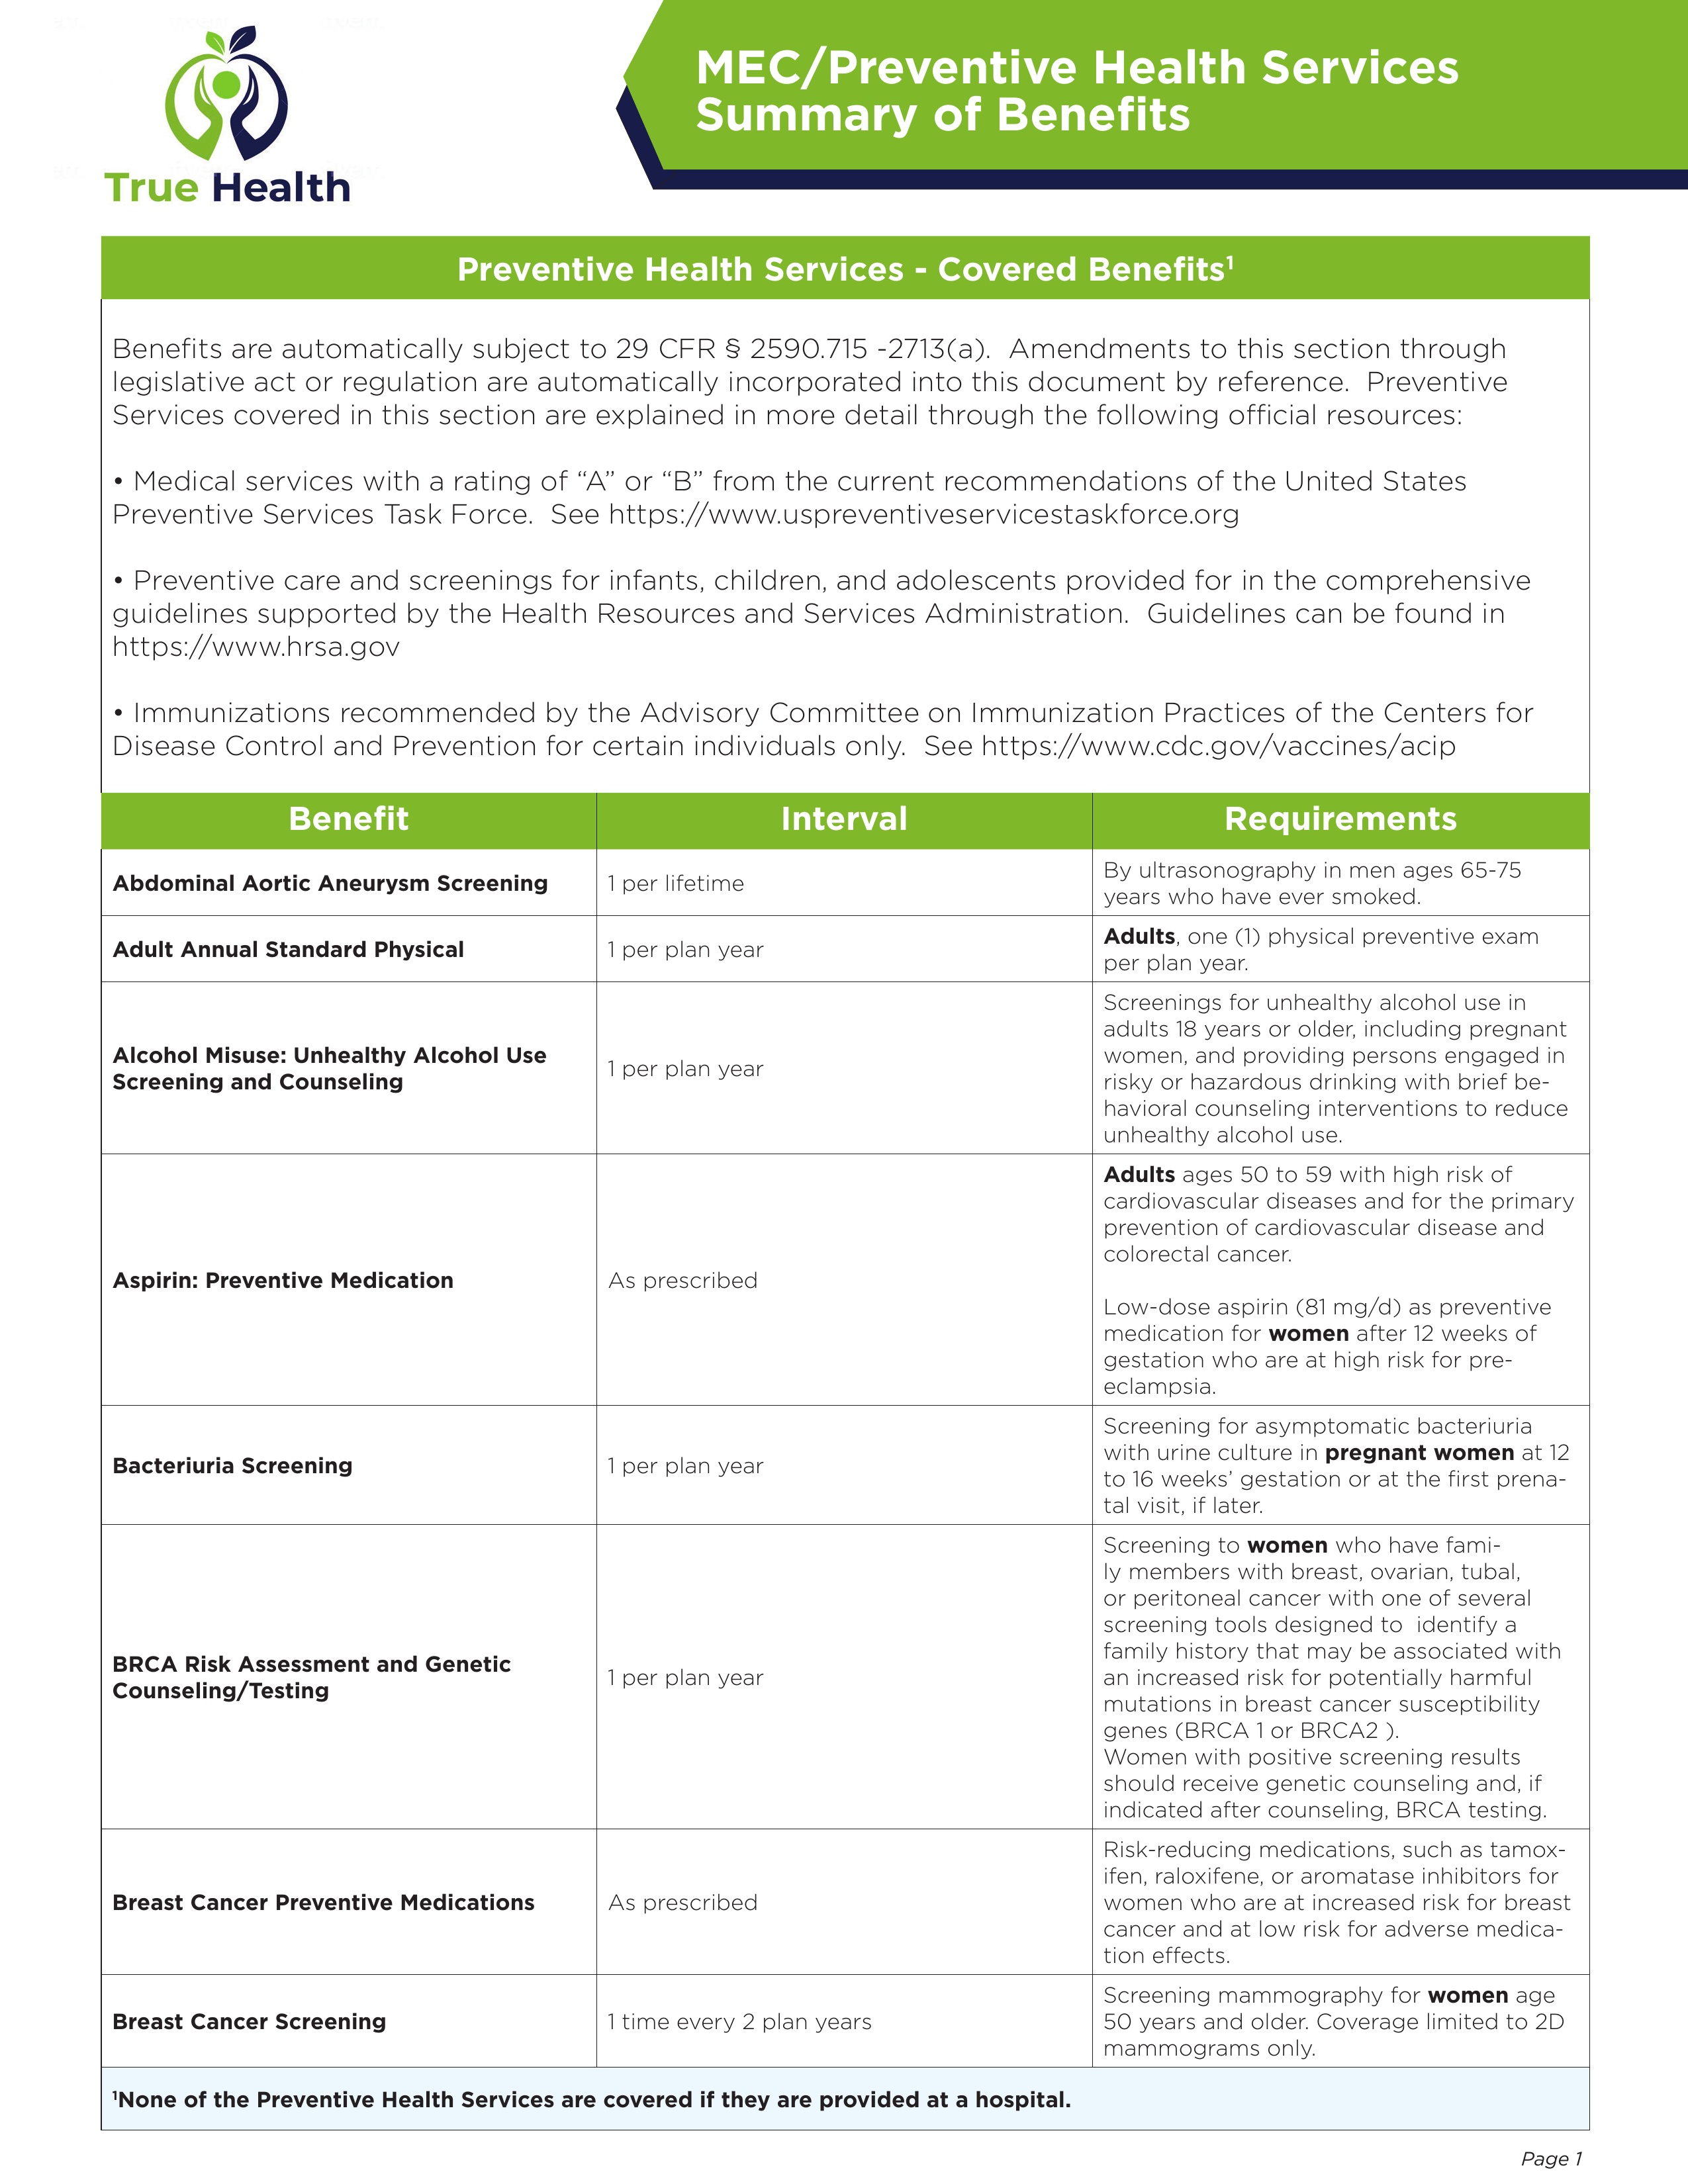 True Health
MEC/Preventive Health Services
Summary of Benefits
Preventive Health Services - Covered Benefits¹
Benefits are automatically subject to 29 CFR § 2590.715 -2713(a).  Amendments to this section through
legislative act or regulation are automatically incorporated into this document by reference.  Preventive
Services covered in this section are explained in more detail through the following official resources:
• Medical services with a rating of “A” or “B” from the current recommendations of the United States
Preventive Services Task Force.  See https://www.uspreventiveservicestaskforce.org
• Preventive care and screenings for infants, children, and adolescents provided for in the comprehensive
guidelines supported by the Health Resources and Services Administration.  Guidelines can be found in
https://www.hrsa.gov
• Immunizations recommended by the Advisory Committee on Immunization Practices of the Centers for
Disease Control and Prevention for certain individuals only.  See https://www.cdc.gov/vaccines/acip
Benefit
Interval
Requirements
Abdominal Aortic Aneurysm Screening
1 per lifetime
By ultrasonography in men ages 65-75
years who have ever smoked.
Adult Annual Standard Physical
1 per plan year
Adults, one (1) physical preventive exam
per plan year.
Alcohol Misuse: Unhealthy Alcohol Use
Screening and Counseling
1 per plan year
Screenings for unhealthy alcohol use in
adults 18 years or older, including pregnant
women, and providing persons engaged in
risky or hazardous drinking with brief be-
havioral counseling interventions to reduce
unhealthy alcohol use.
Aspirin: Preventive Medication
As prescribed
Adults ages 50 to 59 with high risk of
cardiovascular diseases and for the primary
prevention of cardiovascular disease and
colorectal cancer.
Low-dose aspirin (81 mg/d) as preventive
medication for women after 12 weeks of
gestation who are at high risk for pre-
eclampsia.
Bacteriuria Screening
1 per plan year
Screening for asymptomatic bacteriuria
with urine culture in pregnant women at 12
to 16 weeks’ gestation or at the first prena-
tal visit, if later.
BRCA Risk Assessment and Genetic
Counseling/Testing
1 per plan year
Screening to women who have fami-
ly members with breast, ovarian, tubal,
or peritoneal cancer with one of several
screening tools designed to  identify a
family history that may be associated with
an increased risk for potentially harmful
mutations in breast cancer susceptibility
genes (BRCA 1 or BRCA2 ).
Women with positive screening results
should receive genetic counseling and, if
indicated after counseling, BRCA testing.
Breast Cancer Preventive Medications
As prescribed
Risk-reducing medications, such as tamox-
ifen, raloxifene, or aromatase inhibitors for
women who are at increased risk for breast
cancer and at low risk for adverse medica-
tion effects.
Breast Cancer Screening
1 time every 2 plan years
Screening mammography for women age
50 years and older. Coverage limited to 2D
mammograms only.
¹None of the Preventive Health Services are covered if they are provided at a hospital.
Page 1